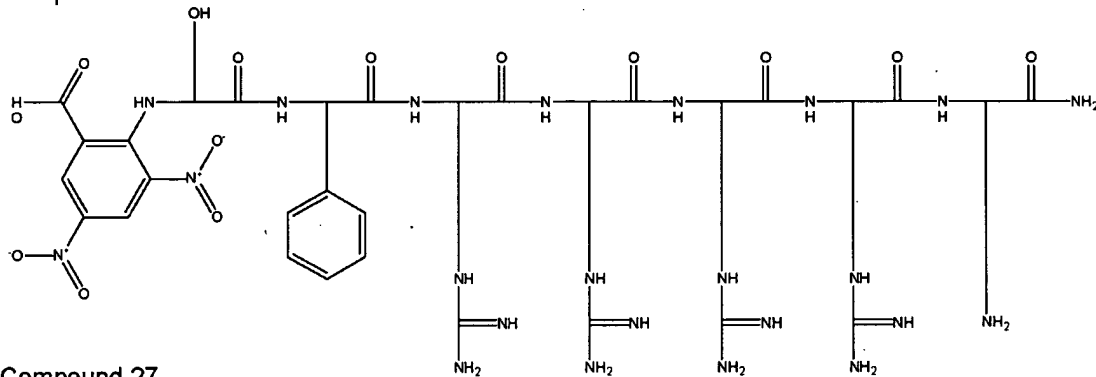 OH
O O O O O O O O
H HN N N N N N N NH₂
O H H H H H H
O⁻
N⁺
O
⁻O N⁺
NH NH NH NH
O
NH NH NH NH NH₂
NH₂ NH₂ NH₂ NH₂
Compound 27